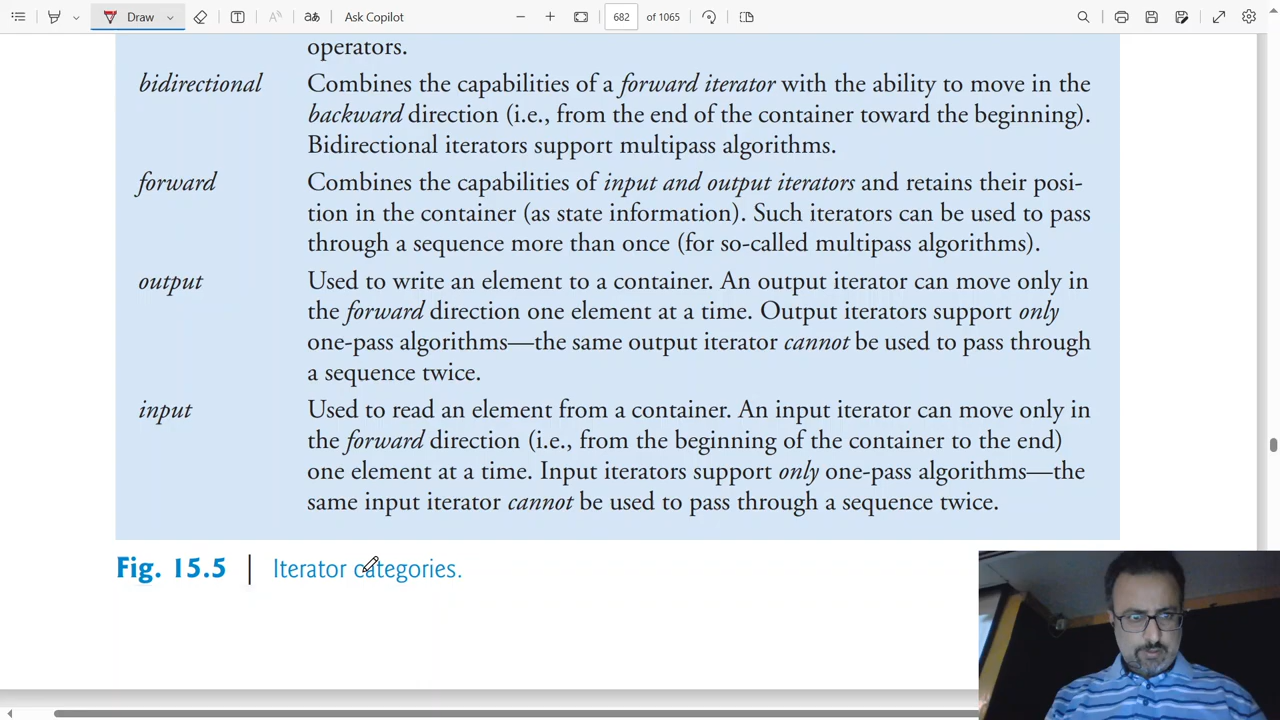 Draw
aあ
Ask Copilot
682 of 1065
operators.
bidirectional Combines the capabilities of a forward iterator with the ability to move in the
backward direction (i.e., from the end of the container toward the beginning).
Bidirectional iterators support multipass algorithms.
forward Combines the capabilities of input and output iterators and retains their posi-
tion in the container (as state information). Such iterators can be used to pass
through a sequence more than once (for so-called multipass algorithms).
output Used to write an element to a container. An output iterator can move only in
the forward direction one element at a time. Output iterators support only
one-pass algorithms—the same output iterator cannot be used to pass through
a sequence twice.
input Used to read an element from a container. An input iterator can move only in
the forward direction (i.e., from the beginning of the container to the end)
one element at a time. Input iterators support only one-pass algorithms—the
same input iterator cannot be used to pass through a sequence twice.
Fig. 15.5 | Iterator categories.